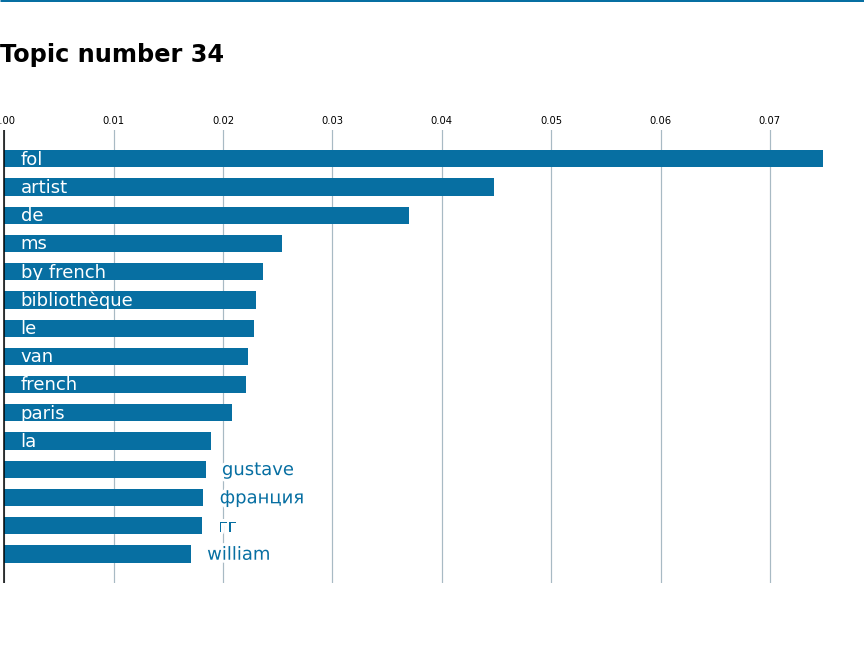 Topic number 34
.00 0.01 0.02 0.03 0.04 0.05 0.06 0.07
fol
artist
de
ms
by french
bibliothèque
le
van
french
paris
la
gustave
франция
гг
william